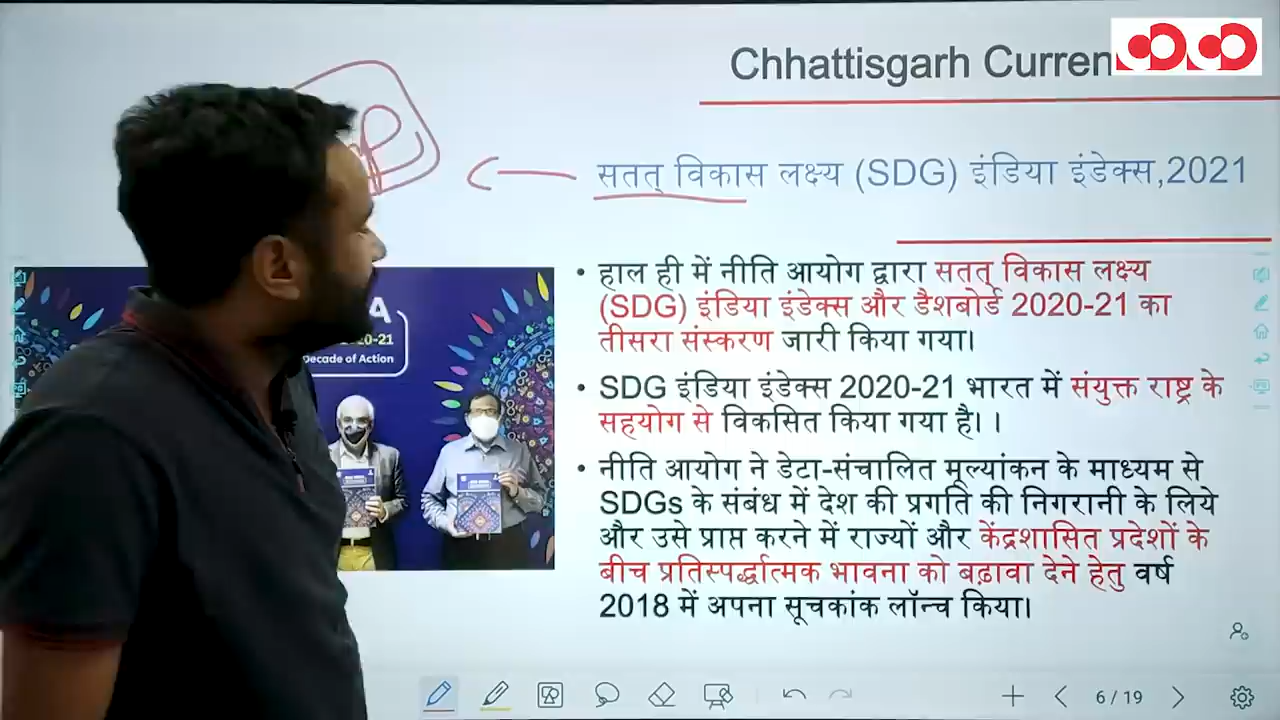 Chhattisgarh Curren
सतत् विकास लक्ष्य (SDG) इंडिया इंडेक्स,2021
• हाल ही में नीति आयोग द्वारा सतत् विकास लक्ष्य
(SDG) इंडिया इंडेक्स और डैशबोर्ड 2020-21 का
तीसरा संस्करण जारी किया गया।
• SDG इंडिया इंडेक्स 2020-21 भारत में संयुक्त राष्ट्र के
सहयोग से विकसित किया गया है। ।
• नीति आयोग ने डेटा-संचालित मूल्यांकन के माध्यम से
SDGs के संबंध में देश की प्रगति की निगरानी के लिये
और उसे प्राप्त करने में राज्यों और केंद्रशासित प्रदेशों के
बीच प्रतिस्पर्द्धात्मक भावना को बढ़ावा देने हेतु वर्ष
2018 में अपना सूचकांक लॉन्च किया।
A
20-21
Decade of Action
6 / 19